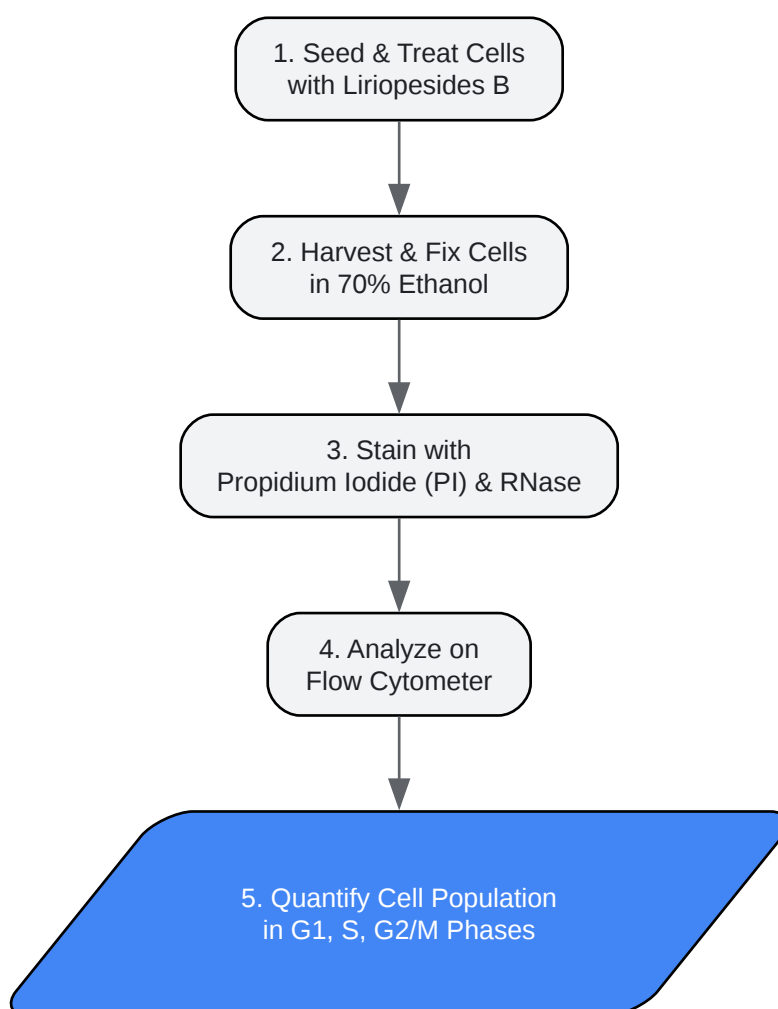 1. Seed & Treat Cells
with Liriopesides B
2. Harvest & Fix Cells
in 70% Ethanol
3. Stain with
Propidium Iodide (PI) & RNase
4. Analyze on
Flow Cytometer
5. Quantify Cell Population
in G1, S, G2/M Phases